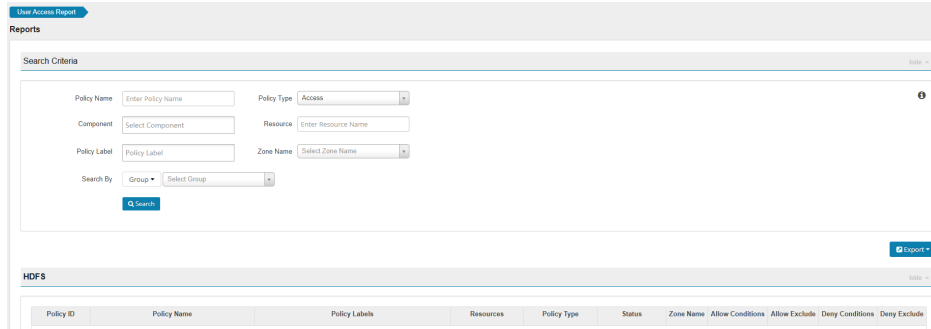 User Access Report
Reports
Search Criteria
hide
Policy Name Enter Policy Name Policy Type Access
Component Select Component Resource Enter Resource Name
Policy Label Policy Label Zone Name Select Zone Name
Search By Group Select Group
Search
Export
HDFS
hide
Policy ID Policy Name Policy Labels Resources Policy Type Status Zone Name Allow Conditions Allow Exclude Deny Conditions Deny Exclude